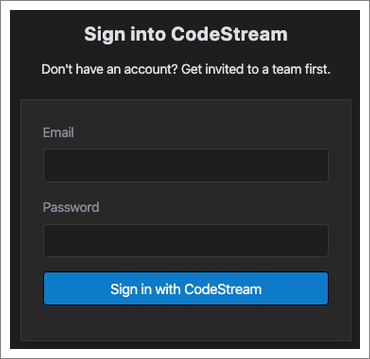 Sign into CodeStream
Don't have an account? Get invited to a team first.
Email
Password
Sign in with CodeStream